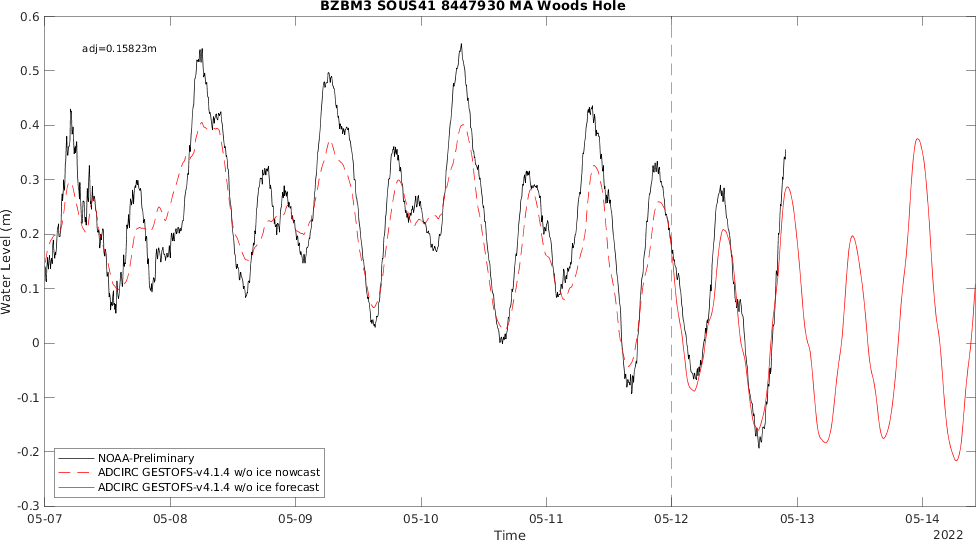 BZBM3 SOUS41 8447930 MA Woods Hole
0.6
adj=0.15823m
0.5
0.4
0.3
0.2
0.1
0
-0.1
-0.2
-0.3
Water Level (m)
NOAA-Preliminary
ADCIRC GESTOFS-v4.1.4 w/o ice nowcast
ADCIRC GESTOFS-v4.1.4 w/o ice forecast
05-07 05-08 05-09 05-10 05-11 05-12 05-13 05-14
Time
2022